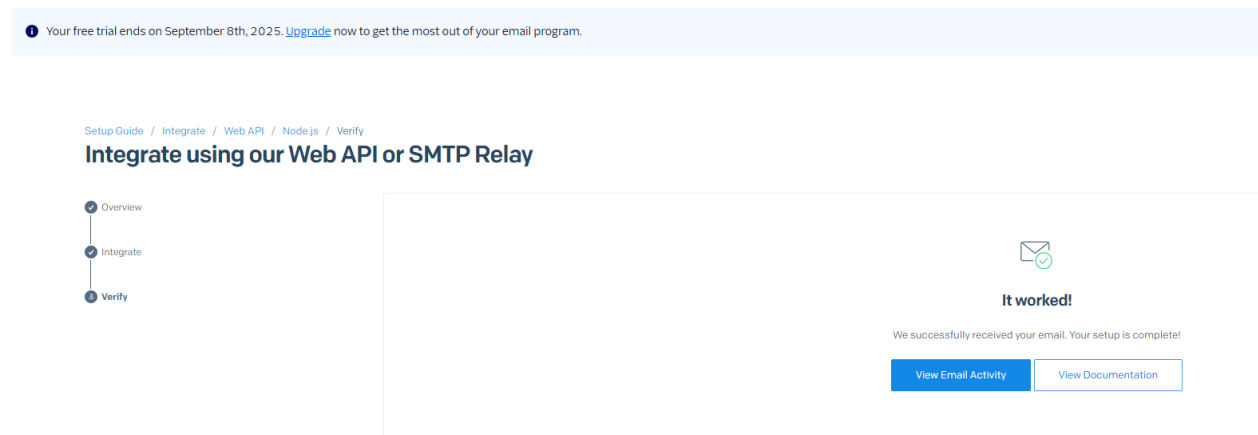 Your free trial ends on September 8th, 2025. Upgrade now to get the most out of your email program.
Setup Guide / Integrate / Web API / Node.js / Verify
Integrate using our Web API or SMTP Relay
Overview
Integrate
3 Verify
It worked!
We successfully received your email. Your setup is complete!
View Email Activity
View Documentation